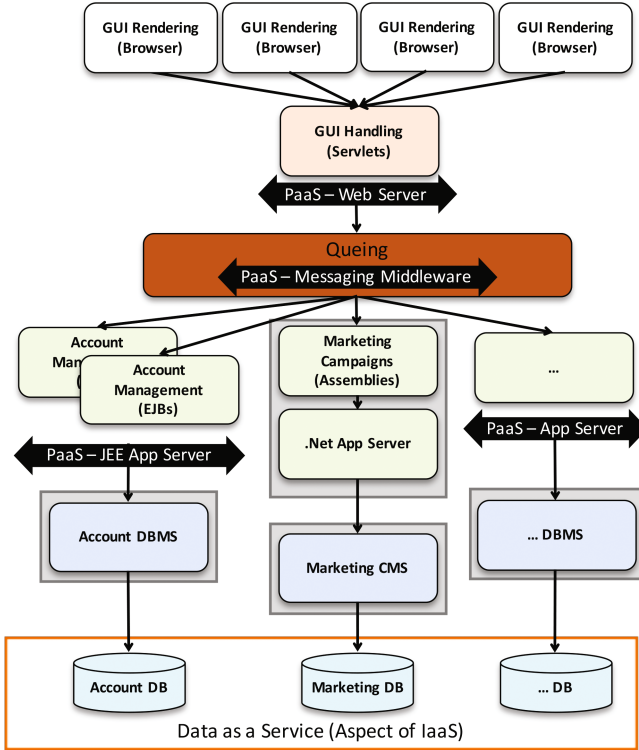 GUI Rendering
(Browser)
GUI Rendering
(Browser)
GUI Rendering
(Browser)
GUI Rendering
(Browser)
GUI Handling
(Servlets)
PaaS – Web Server
Queing
PaaS – Messaging Middleware
Account
Man
(
Account
Management
(EJBs)
Marketing
Campaigns
(Assemblies)
...
.Net App Server
PaaS – JEE App Server
PaaS – App Server
Account DBMS
Marketing CMS
... DBMS
Account DB
Marketing DB
... DB
Data as a Service (Aspect of IaaS)